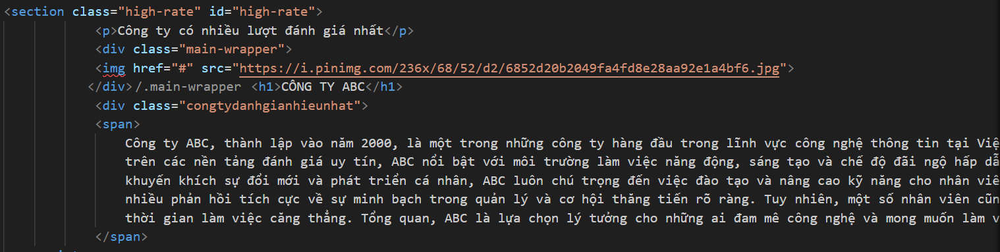 <section class="high-rate" id="high-rate">
<p>Công ty có nhiều lượt đánh giá nhất</p>
<div class="main-wrapper">
<img href="#" src="https://i.pinimg.com/236x/68/52/d2/6852d20b2049fa4fd8e28aa92e1a4bf6.jpg">
</div>/.main-wrapper <h1>CÔNG TY ABC</h1>
<div class="congtydanhgianhieunhat">
<span>
Công ty ABC, thành lập vào năm 2000, là một trong những công ty hàng đầu trong lĩnh vực công nghệ thông tin tại Việ
trên các nền tảng đánh giá uy tín, ABC nổi bật với môi trường làm việc năng động, sáng tạo và chế độ đãi ngộ hấp dẫ
khuyến khích sự đổi mới và phát triển cá nhân, ABC luôn chú trọng đến việc đào tạo và nâng cao kỹ năng cho nhân viê
nhiều phản hồi tích cực về sự minh bạch trong quản lý và cơ hội thăng tiến rõ ràng. Tuy nhiên, một số nhân viên cũn
thời gian làm việc căng thẳng. Tổng quan, ABC là lựa chọn lý tưởng cho những ai đam mê công nghệ và mong muốn làm v
</span>